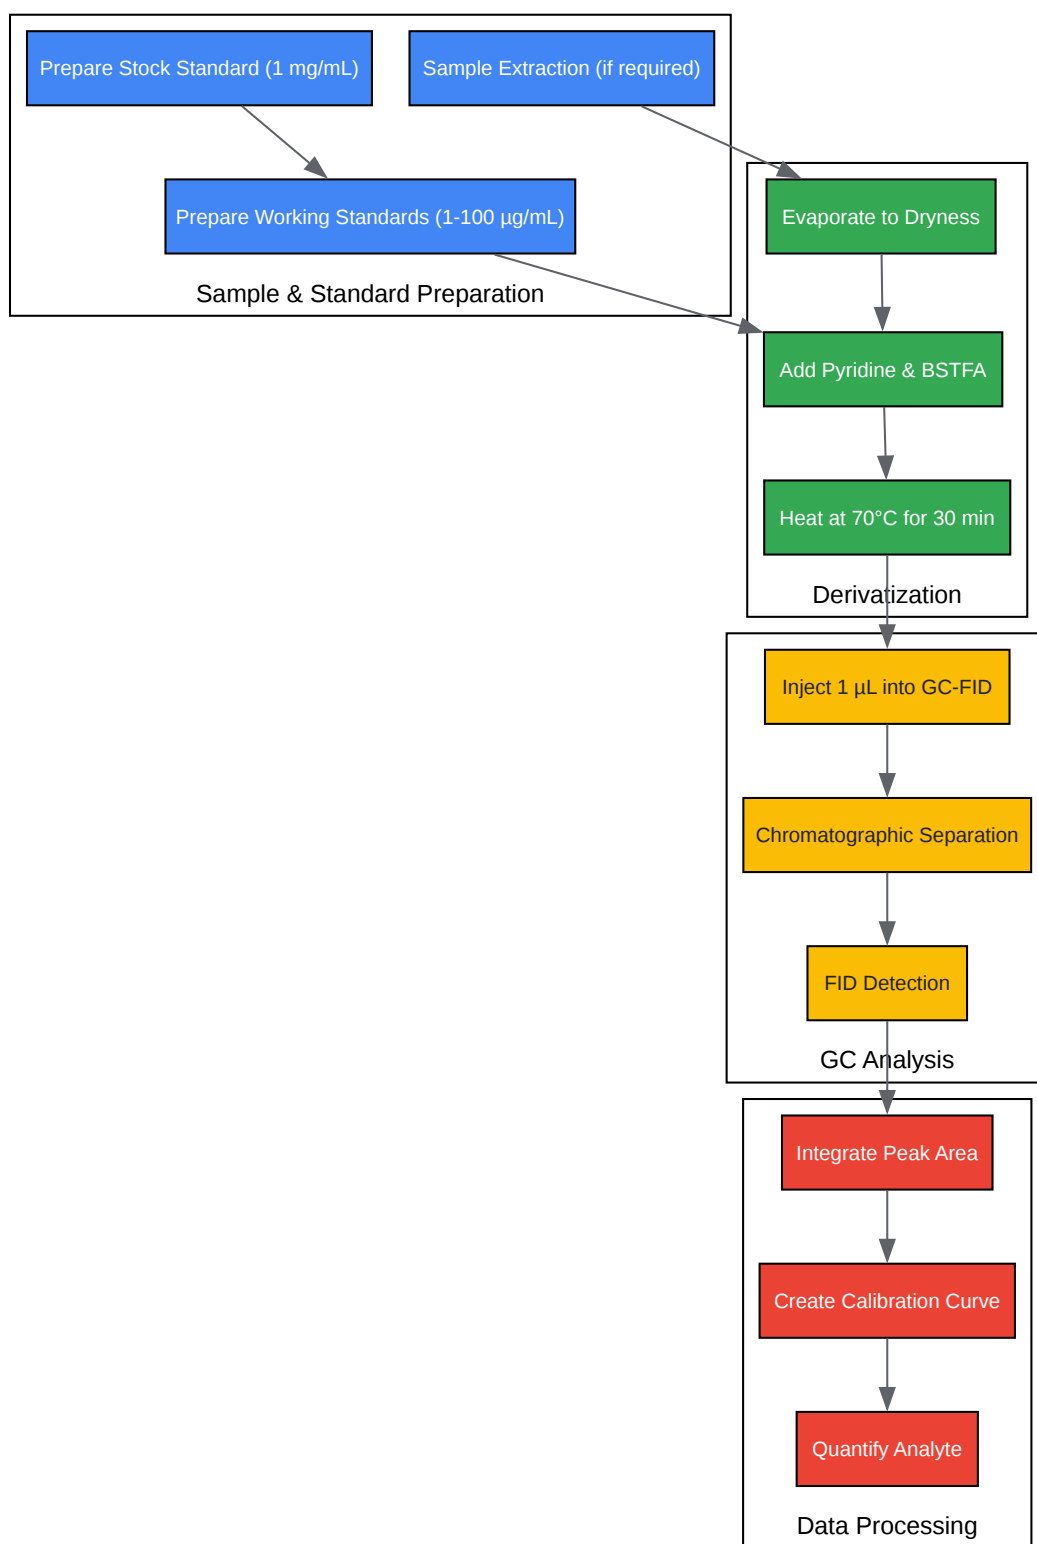 Prepare Stock Standard (1 mg/mL)
Sample Extraction (if required)
Prepare Working Standards (1-100 µg/mL)
Sample & Standard Preparation
Evaporate to Dryness
Add Pyridine & BSTFA
Heat at 70°C for 30 min
Derivatization
Inject 1 µL into GC-FID
Chromatographic Separation
FID Detection
GC Analysis
Integrate Peak Area
Create Calibration Curve
Quantify Analyte
Data Processing